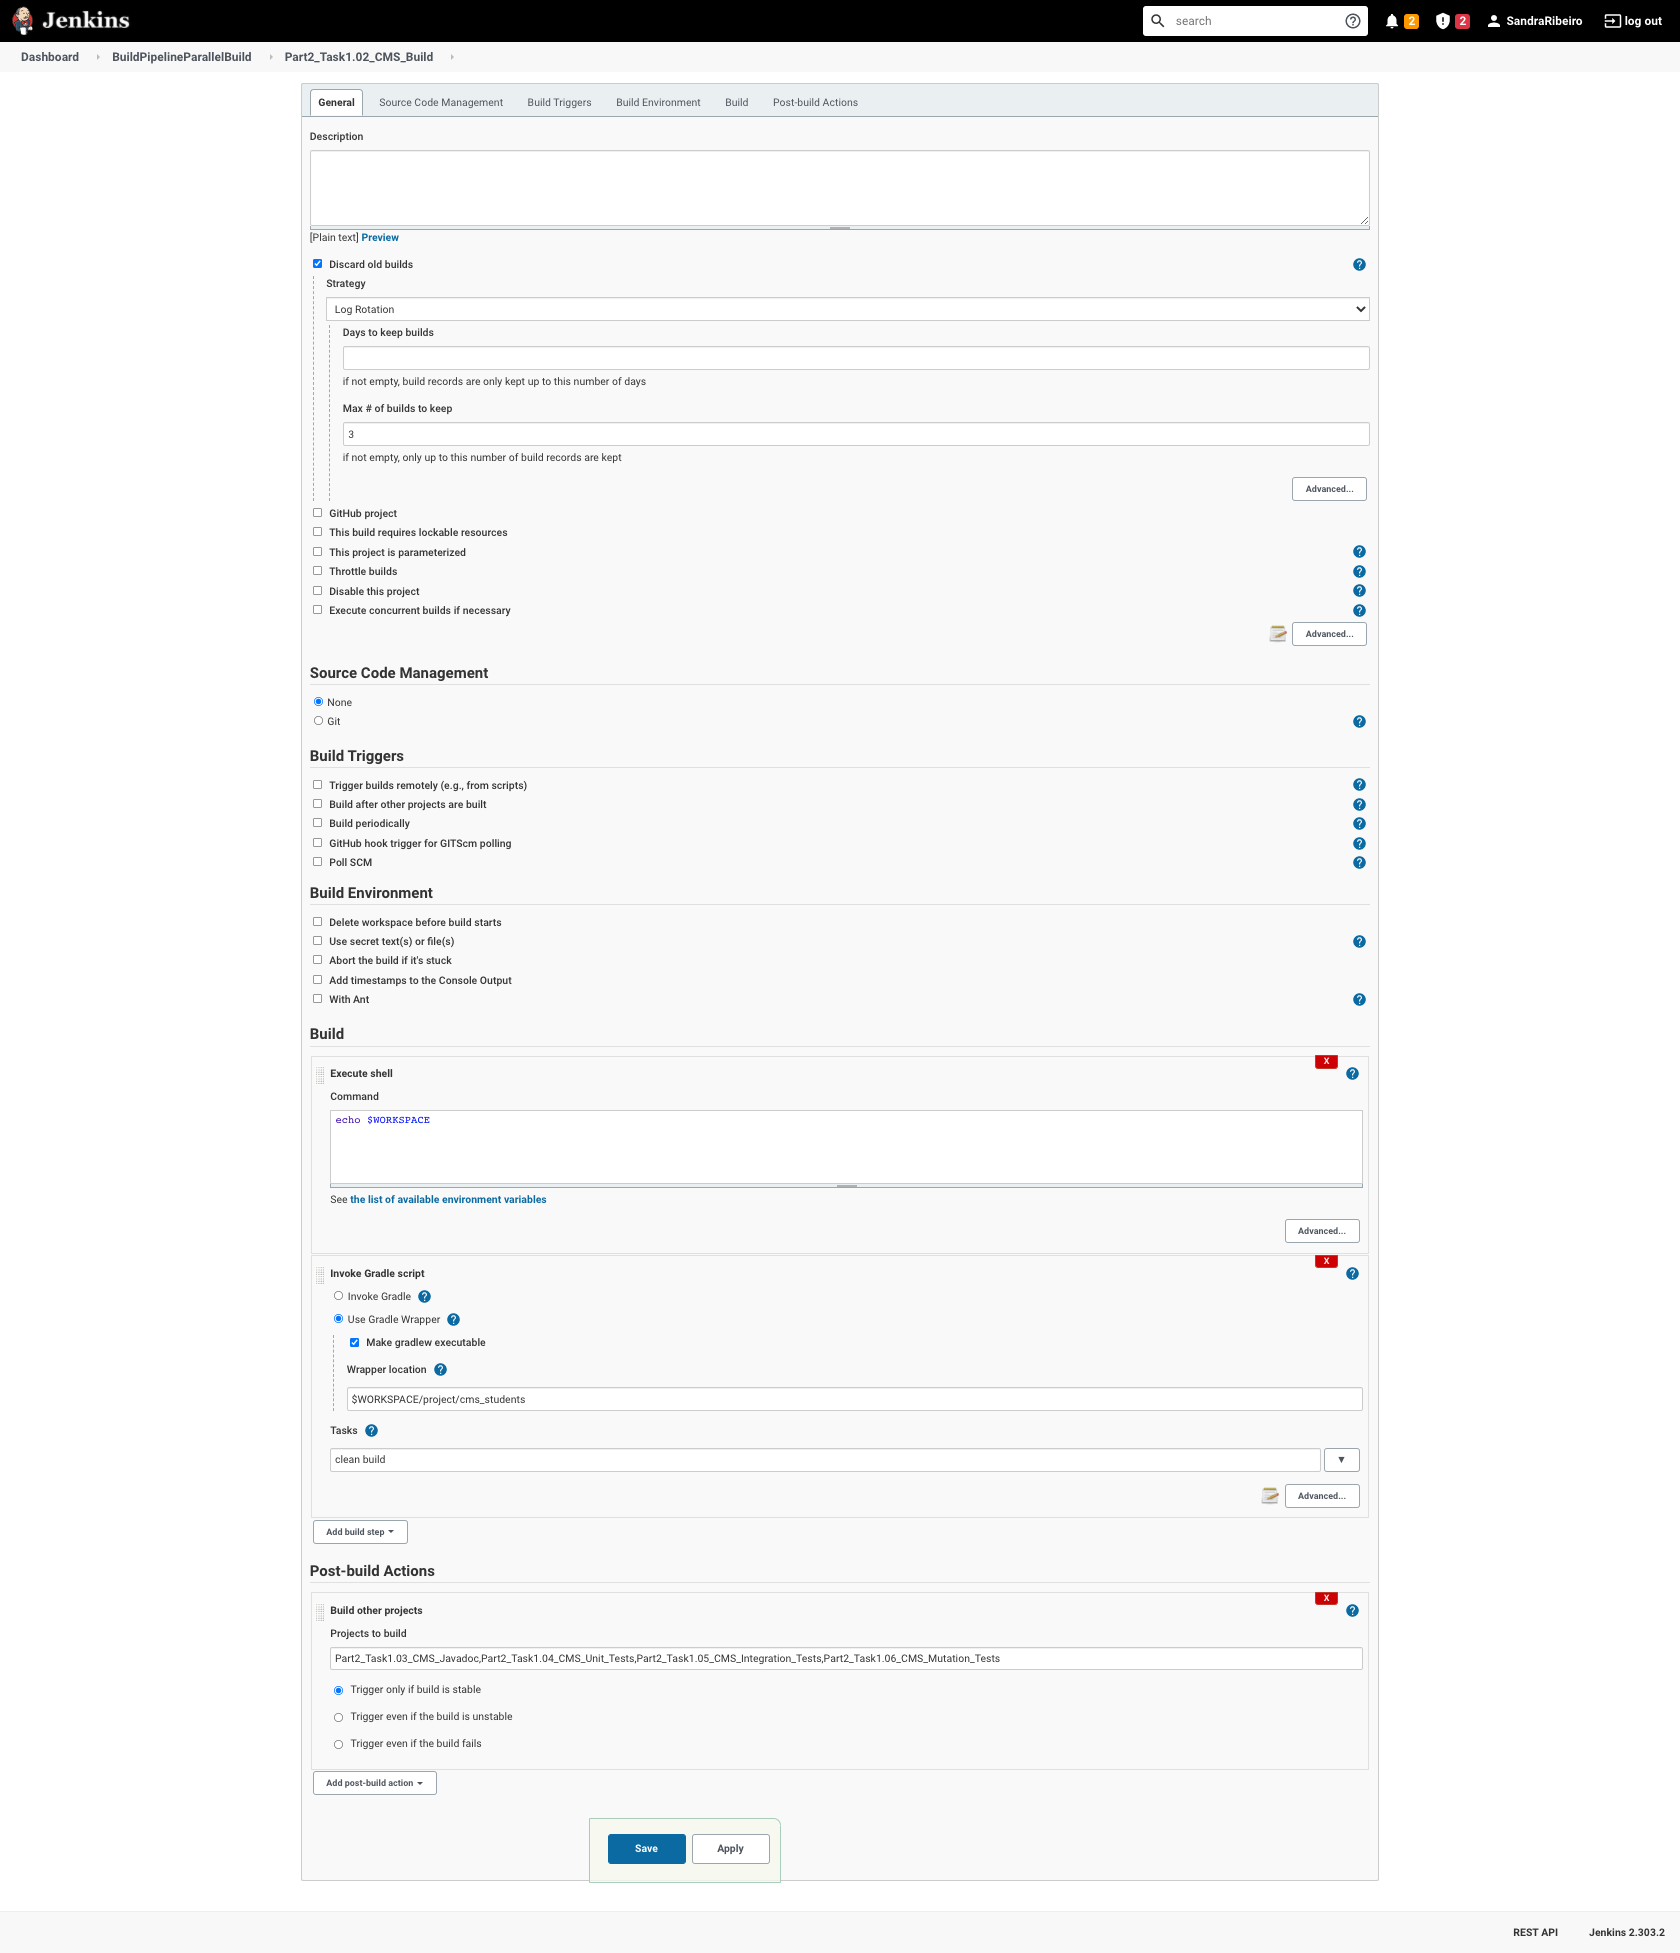 Jenkins
search
2
2
SandraRibeiro
log out
Dashboard
BuildPipelineParallelBuild
Part2_Task1.02_CMS_Build
General
Source Code Management
Build Triggers
Build Environment
Build
Post-build Actions
Description
[Plain text] Preview
Discard old builds
Strategy
Log Rotation
Days to keep builds
if not empty, build records are only kept up to this number of days
Max # of builds to keep
3
if not empty, only up to this number of build records are kept
Advanced...
GitHub project
This build requires lockable resources
This project is parameterized
Throttle builds
Disable this project
Execute concurrent builds if necessary
Advanced...
Source Code Management
None
Git
Build Triggers
Trigger builds remotely (e.g., from scripts)
Build after other projects are built
Build periodically
GitHub hook trigger for GITScm polling
Poll SCM
Build Environment
Delete workspace before build starts
Use secret text(s) or file(s)
Abort the build if it's stuck
Add timestamps to the Console Output
With Ant
Build
X
Execute shell
Command
echo $WORKSPACE
See the list of available environment variables
Advanced...
X
Invoke Gradle script
Invoke Gradle
Use Gradle Wrapper
Make gradlew executable
Wrapper location
$WORKSPACE/project/cms_students
Tasks
clean build
Advanced...
Add build step
Post-build Actions
X
Build other projects
Projects to build
Part2_Task1.03_CMS_Javadoc,Part2_Task1.04_CMS_Unit_Tests,Part2_Task1.05_CMS_Integration_Tests,Part2_Task1.06_CMS_Mutation_Tests
Trigger only if build is stable
Trigger even if the build is unstable
Trigger even if the build fails
Add post-build action
Save
Apply
REST API
Jenkins 2.303.2